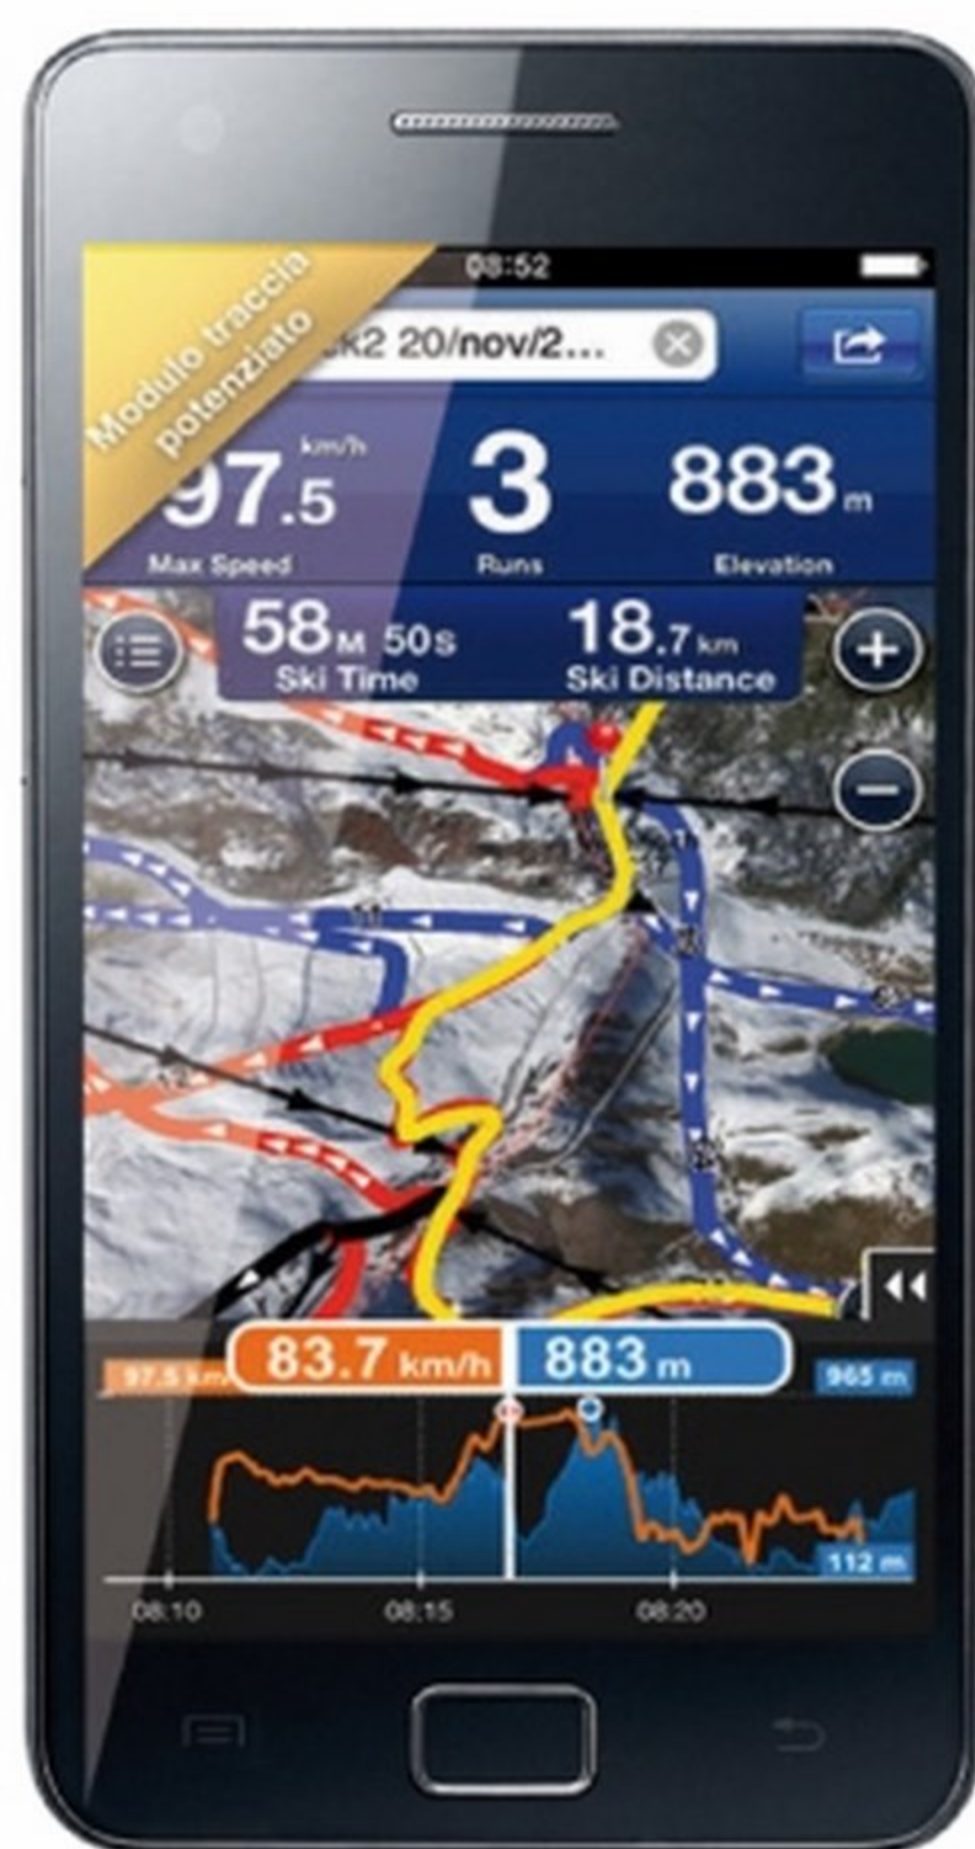 08:52
Modulo traccia
potenziato
ck2 20/nov/2...
97.5 km/h
Max Speed
3
Runs
883 m
Elevation
58M 50s
Ski Time
18.7 km
Ski Distance
83.7 km/h
883 m
97.5 km/h
965 m
112 m
08:10
08:15
08:20